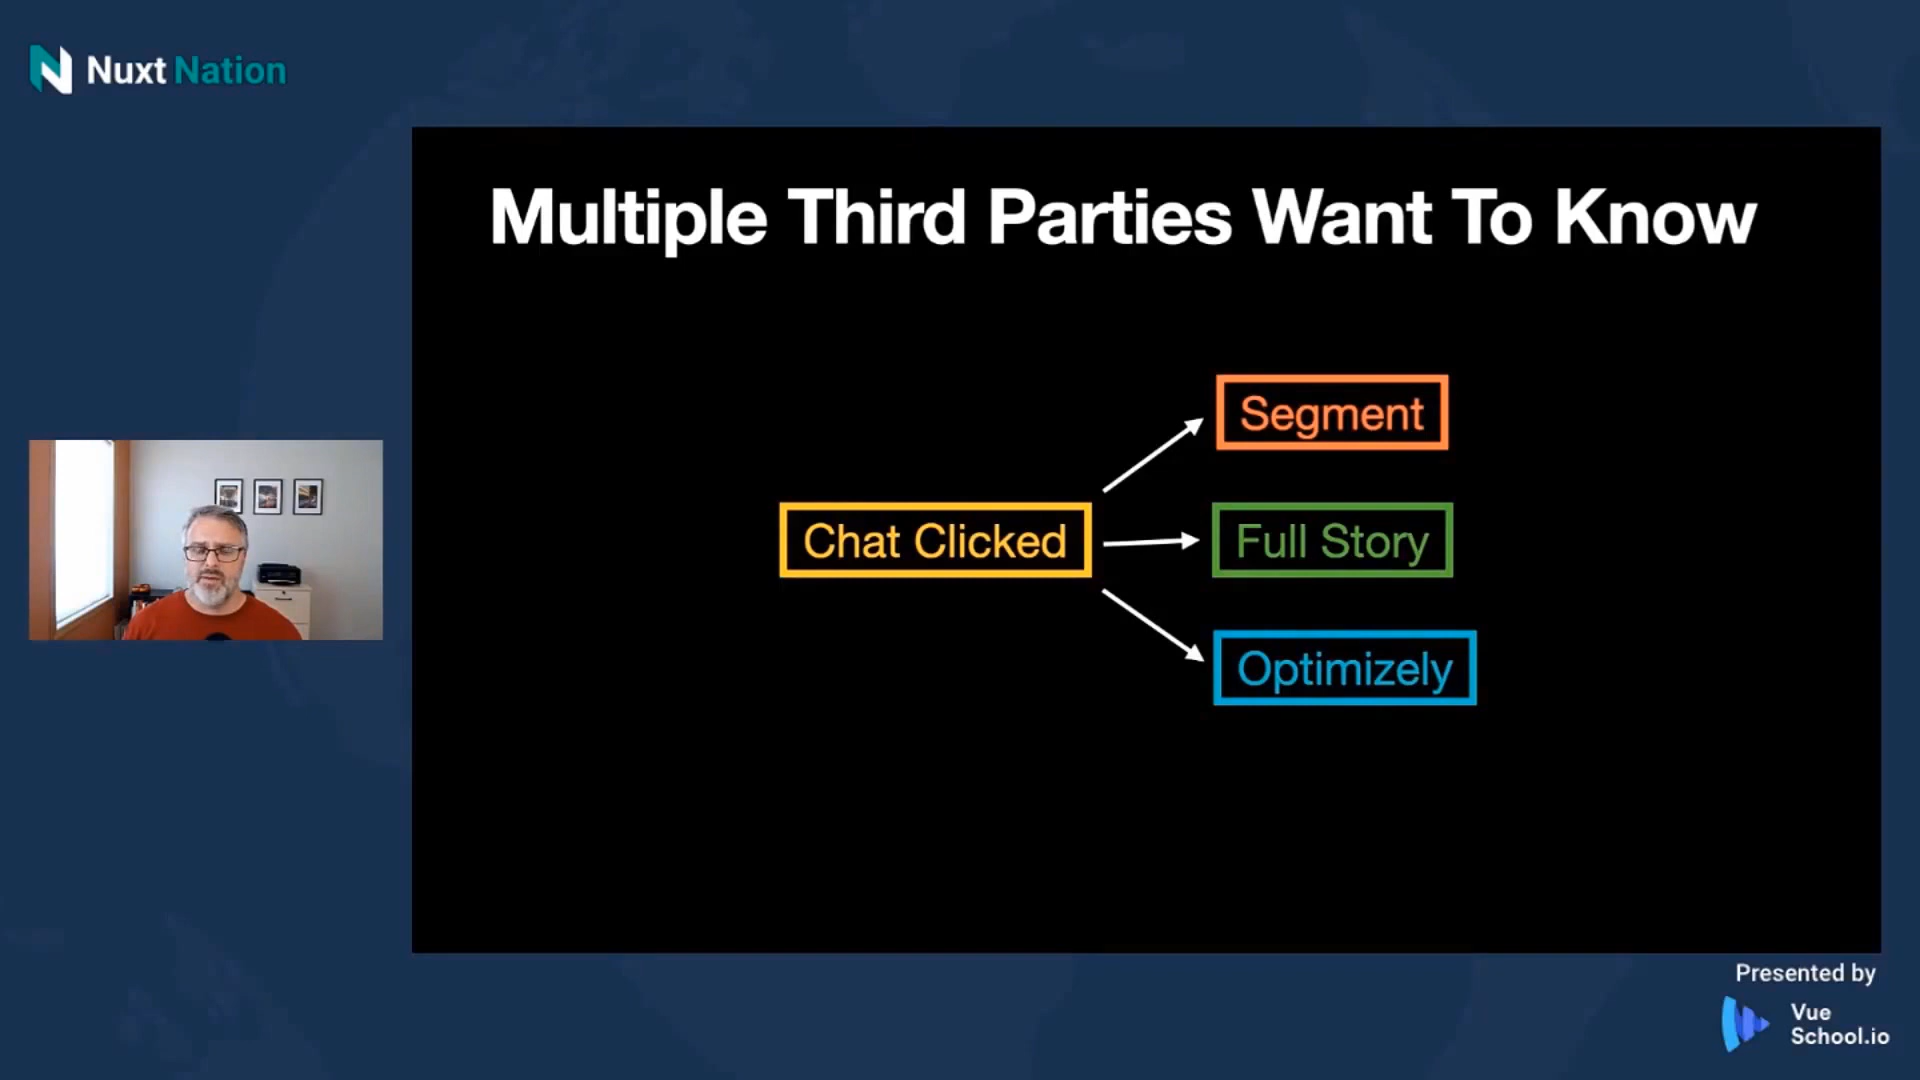 Nuxt Nation
Multiple Third Parties Want To Know
Segment
Chat Clicked
Full Story
Optimizely
Presented by
Vue
School.io